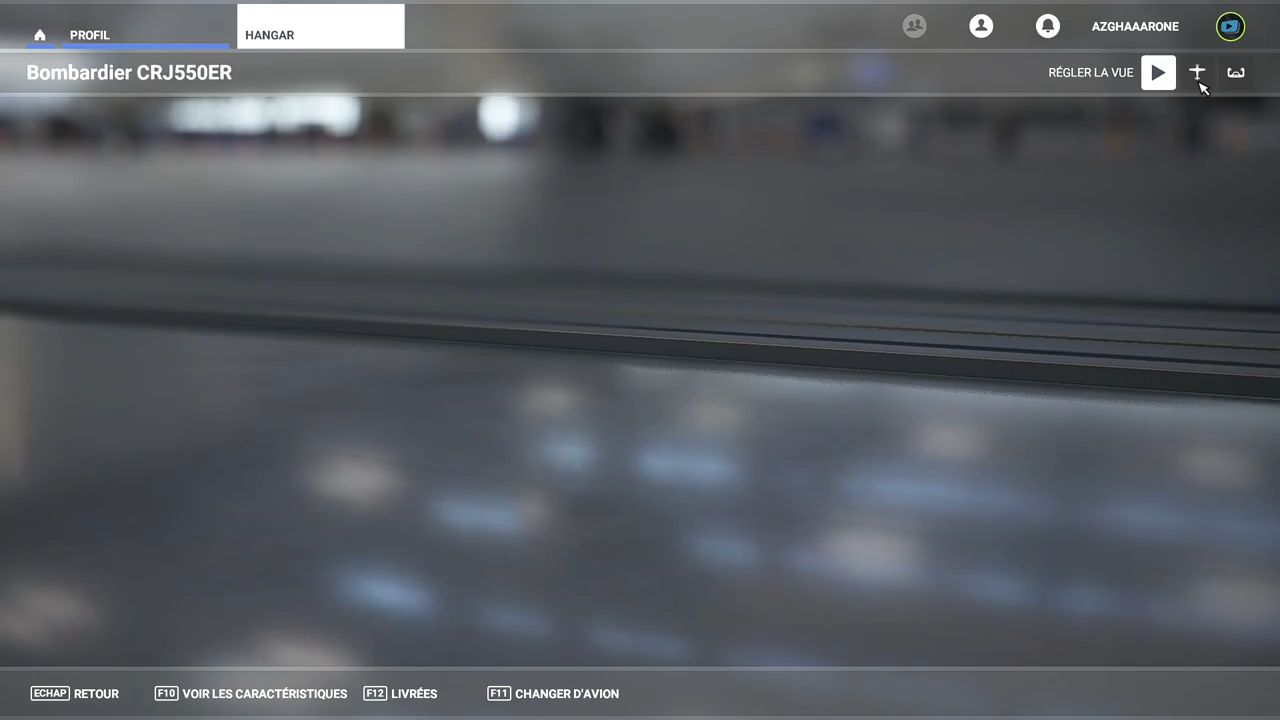 PROFIL
HANGAR
AZGHAAARONE
Bombardier CRJ550ER
RÉGLER LA VUE
ECHAP RETOUR
F10 VOIR LES CARACTÉRISTIQUES
F12 LIVRÉES
F11 CHANGER D'AVION